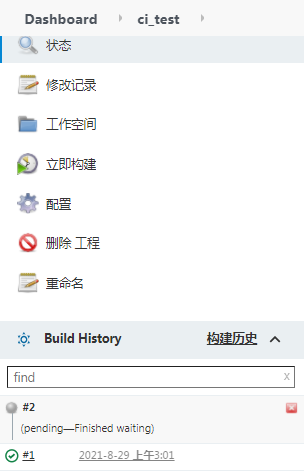 Dashboard ci_test
状态
修改记录
工作空间
立即构建
配置
删除 工程
重命名
Build History 构建历史
find x
#2
(pending—Finished waiting)
#1 2021-8-29 上午3:01